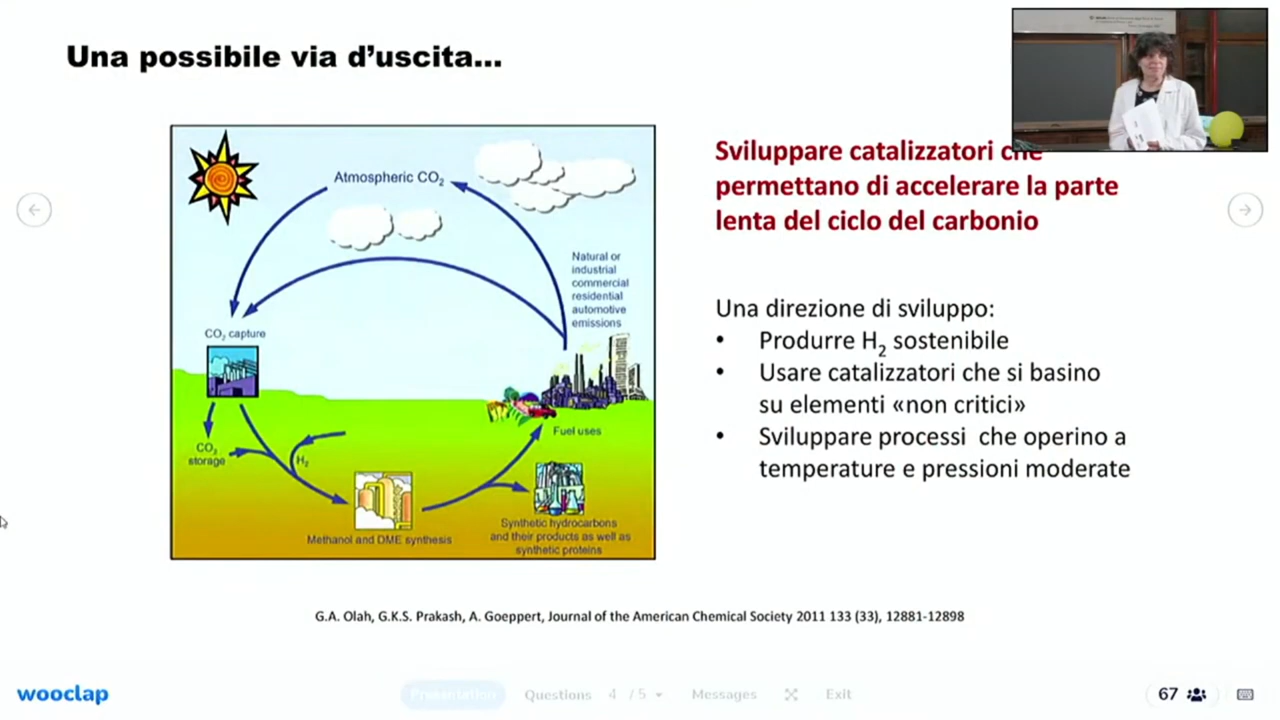 Una possibile via d'uscita...
Atmospheric CO₂
Natural or
industrial
commercial
residential
automotive
emissions
CO₂ capture
CO₂
storage
H₂
Fuel uses
Methanol and DME synthesis
Synthetic hydrocarbons
and their products as well as
synthetic proteins
Sviluppare catalizzatori che
permettano di accelerare la parte
lenta del ciclo del carbonio
Una direzione di sviluppo:
• Produrre H₂ sostenibile
• Usare catalizzatori che si basino
su elementi «non critici»
• Sviluppare processi che operino a
temperature e pressioni moderate
G.A. Olah, G.K.S. Prakash, A. Goeppert, Journal of the American Chemical Society 2011 133 (33), 12881-12898
wooclap
Presentation
Questions
4 / 5
Messages
Exit
67